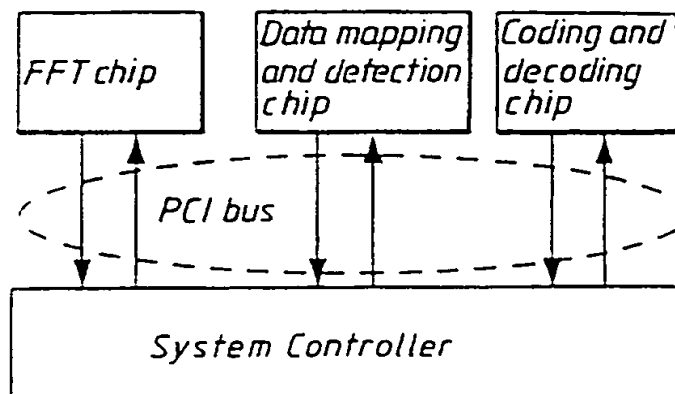 FFT chip
Data mapping
and detection
chip
Coding and
decoding
chip
PCI bus
System Controller